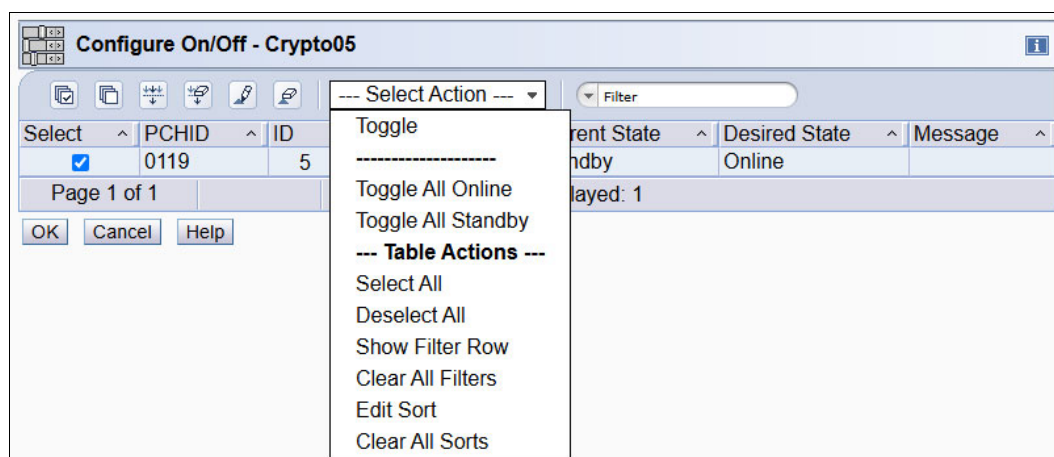 Configure On/Off - Crypto05
--- Select Action --- Filter
Select PCHID ID rent State Desired State Message
0119 5 ndby Online
Page 1 of 1 layed: 1
OK Cancel Help
Toggle
--------------------
Toggle All Online
Toggle All Standby
--- Table Actions ---
Select All
Deselect All
Show Filter Row
Clear All Filters
Edit Sort
Clear All Sorts